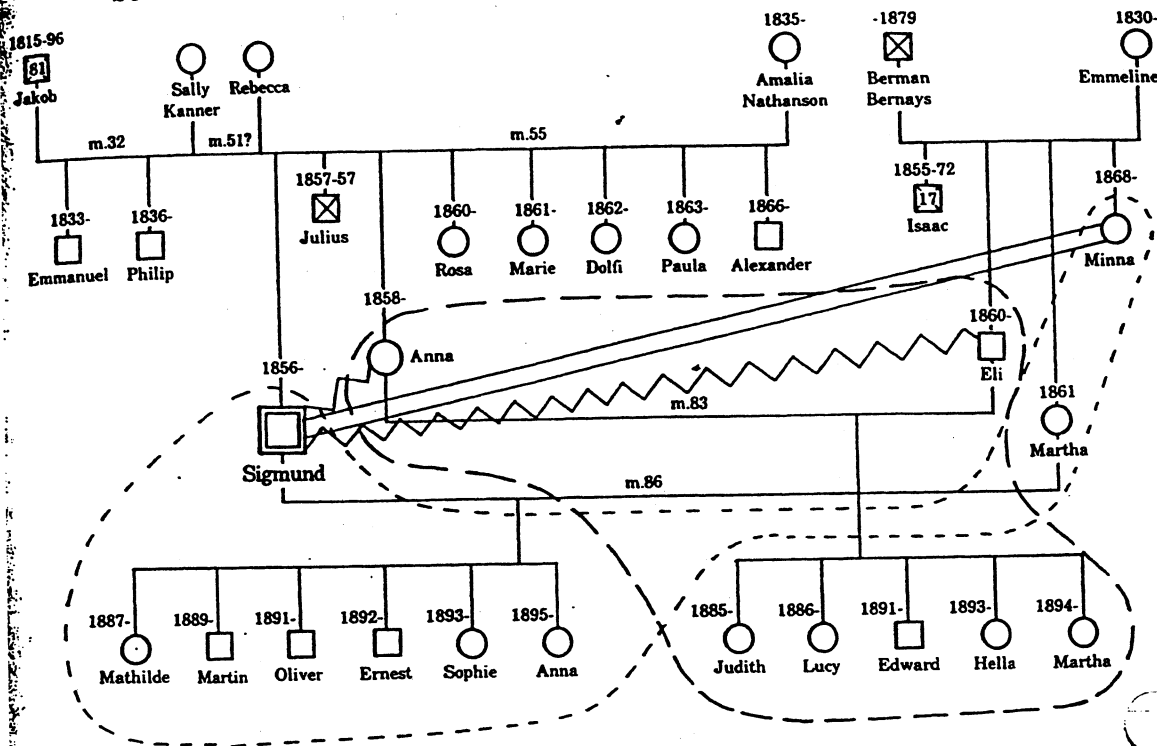 1815-96
81
Jakob
Sally
Kanner
Rebecca
1835-
Amalia
Nathanson
-1879
Berman
Bernays
1830-
Emmeline
m.32
m.51?
m.55
1833-
Emmanuel
1836-
Philip
1857-57
Julius
1860-
Rosa
1861-
Marie
1862-
Dolfi
1863-
Paula
1866-
Alexander
1855-72
17
Isaac
1868-
Minna
1858-
Anna
1860-
Eli
1856-
Sigmund
1861
Martha
m.83
m.86
1887-
Mathilde
1889-
Martin
1891-
Oliver
1892-
Ernest
1893-
Sophie
1895-
Anna
1885-
Judith
1886-
Lucy
1891-
Edward
1893-
Hella
1894-
Martha